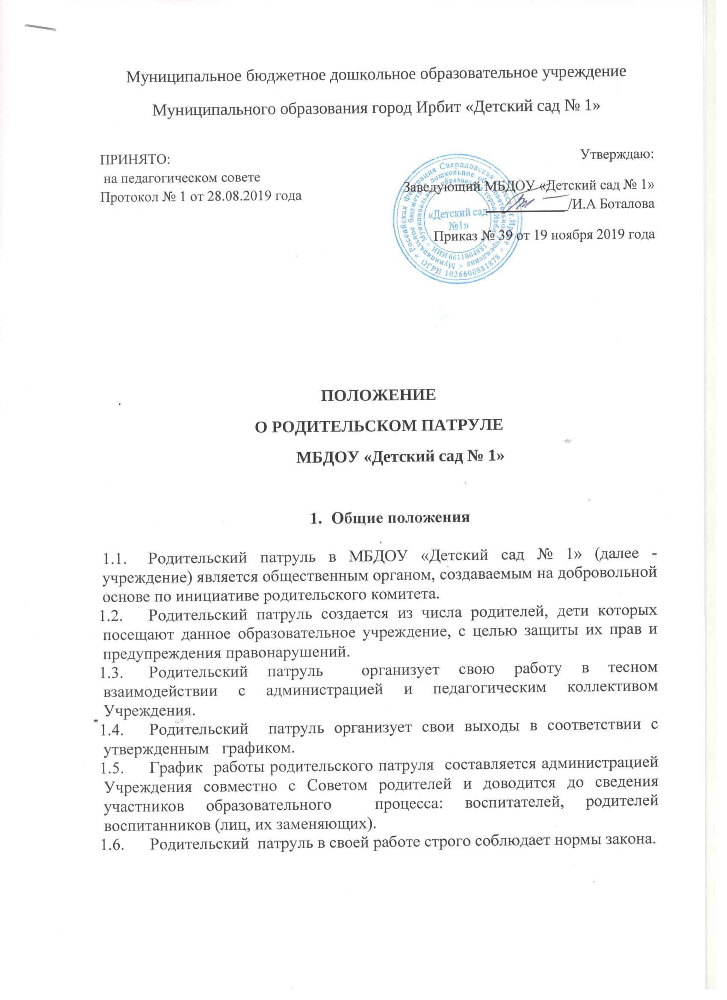 Муниципальное бюджетное дошкольное образовательное учреждение
Муниципального образования город Ирбит «Детский сад № 1»
ПРИНЯТО:
на педагогическом совете
Протокол № 1 от 28.08.2019 года
Утверждаю:
Заведующий МБДОУ «Детский сад № 1»
/И.А Боталова
Приказ № 39 от 19 ноября 2019 года
Российская Федерация Свердловская область г.Ирбит
ОГРН 1026600881878
Муниципальное бюджетное дошкольное образовательное учреждение
Муниципального образования город Ирбит
ИНН 6611004881
«Детский сад
№1»
ПОЛОЖЕНИЕ
О РОДИТЕЛЬСКОМ ПАТРУЛЕ
МБДОУ «Детский сад № 1»
1. Общие положения
1.1. Родительский патруль в МБДОУ «Детский сад № 1» (далее -
учреждение) является общественным органом, создаваемым на добровольной
основе по инициативе родительского комитета.
1.2. Родительский патруль создается из числа родителей, дети которых
посещают данное образовательное учреждение, с целью защиты их прав и
предупреждения правонарушений.
1.3. Родительский патруль организует свою работу в тесном
взаимодействии с администрацией и педагогическим коллективом
Учреждения.
1.4. Родительский патруль организует свои выходы в соответствии с
утвержденным графиком.
1.5. График работы родительского патруля составляется администрацией
Учреждения совместно с Советом родителей и доводится до сведения
участников образовательного процесса: воспитателей, родителей
воспитанников (лиц, их заменяющих).
1.6. Родительский патруль в своей работе строго соблюдает нормы закона.